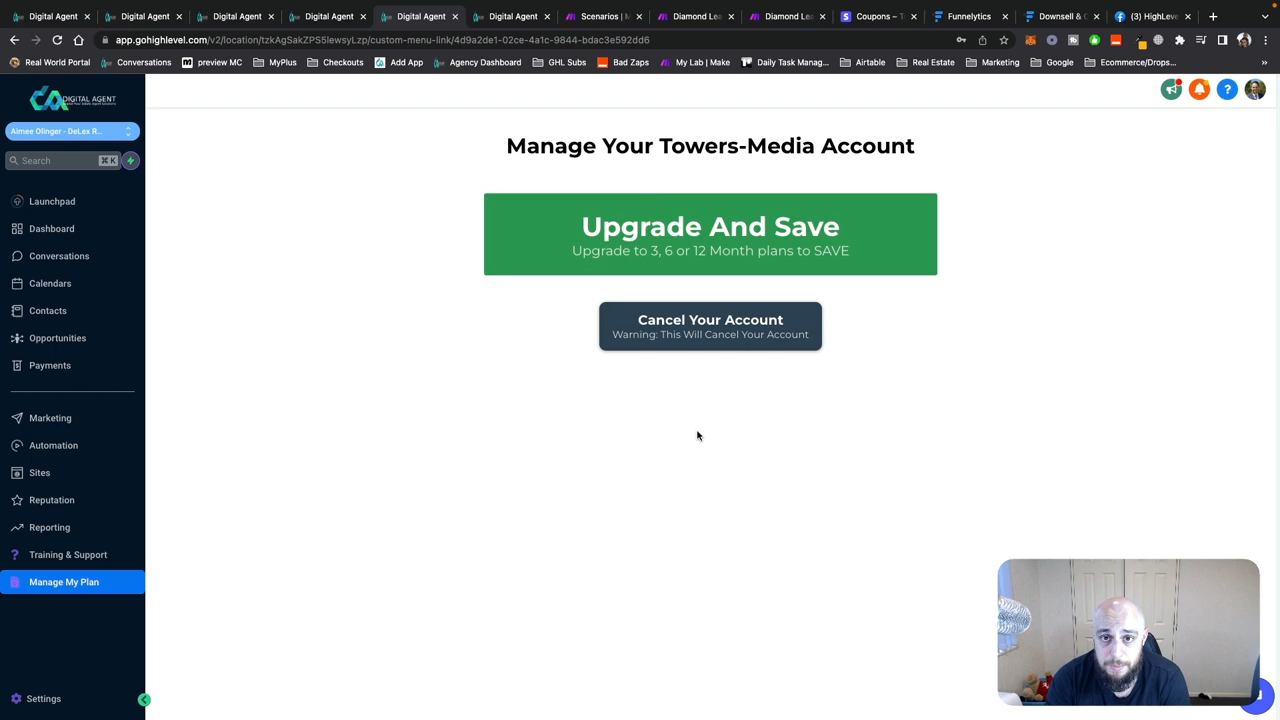 Digital Agent
Digital Agent
Digital Agent
Digital Agent
Digital Agent
Scenarios | M
Diamond Lea
Diamond Lea
Coupons – T
Funnelytics
Downsell & C
(3) HighLeve
app.gohighlevel.com/v2/location/tzkAgSakZPS5lewsyLzp/custom-menu-link/4d9a2de1-02ce-4a1c-9844-bdac3e592dd6
Real World Portal
Conversations
preview MC
MyPlus
Checkouts
Add App
Agency Dashboard
GHL Subs
Bad Zaps
My Lab | Make
Daily Task Manag...
Airtable
Real Estate
Marketing
Google
Ecommerce/Drops...
DIGITAL AGENT
Aimee Olinger - DeLex R...
Search
⌘ K
Launchpad
Dashboard
Conversations
Calendars
Contacts
Opportunities
Payments
Marketing
Automation
Sites
Reputation
Reporting
Training & Support
Manage My Plan
Settings
Manage Your Towers-Media Account
Upgrade And Save
Upgrade to 3, 6 or 12 Month plans to SAVE
Cancel Your Account
Warning: This Will Cancel Your Account